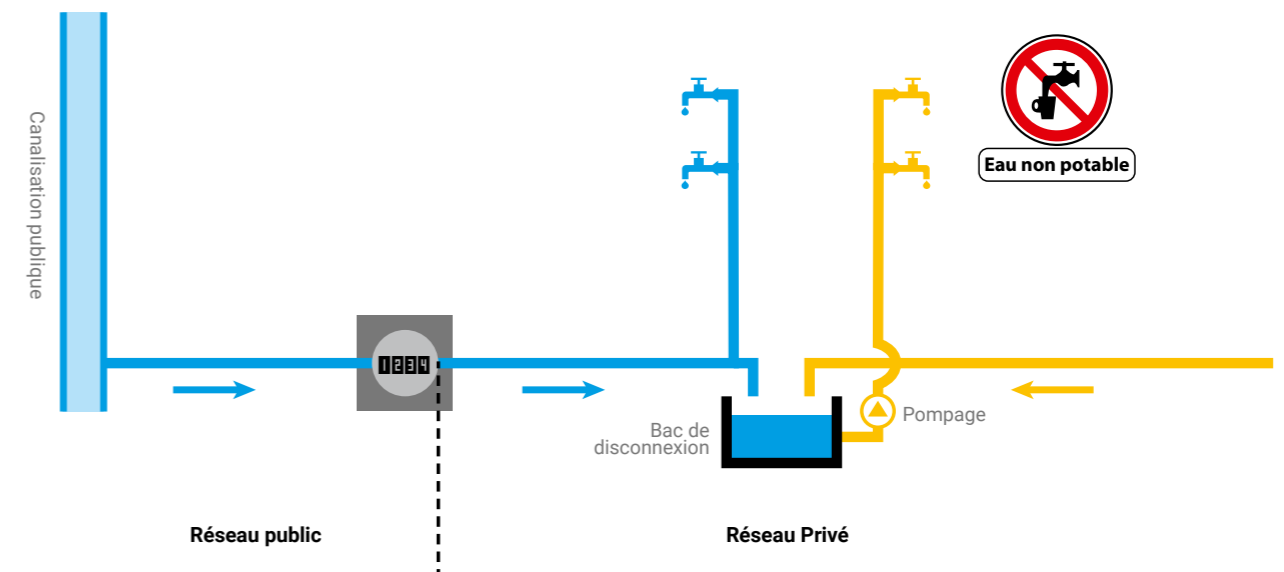 Canalisation publique
Eau non potable
1234
Pompage
Bac de
disconnexion
Réseau public
Réseau Privé